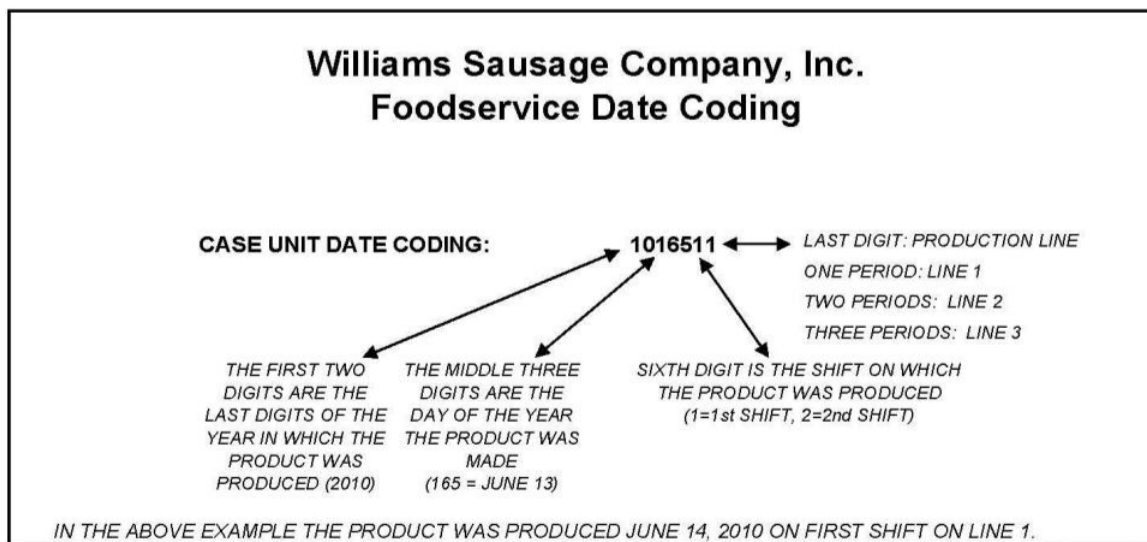 Williams Sausage Company, Inc.
Foodservice Date Coding
CASE UNIT DATE CODING:
1016511
LAST DIGIT: PRODUCTION LINE
ONE PERIOD: LINE 1
TWO PERIODS: LINE 2
THREE PERIODS: LINE 3
THE FIRST TWO
DIGITS ARE THE
LAST DIGITS OF THE
YEAR IN WHICH THE
PRODUCT WAS
PRODUCED (2010)
THE MIDDLE THREE
DIGITS ARE THE
DAY OF THE YEAR
THE PRODUCT WAS
MADE
(165 = JUNE 13)
SIXTH DIGIT IS THE SHIFT ON WHICH
THE PRODUCT WAS PRODUCED
(1=1st SHIFT, 2=2nd SHIFT)
IN THE ABOVE EXAMPLE THE PRODUCT WAS PRODUCED JUNE 14, 2010 ON FIRST SHIFT ON LINE 1.